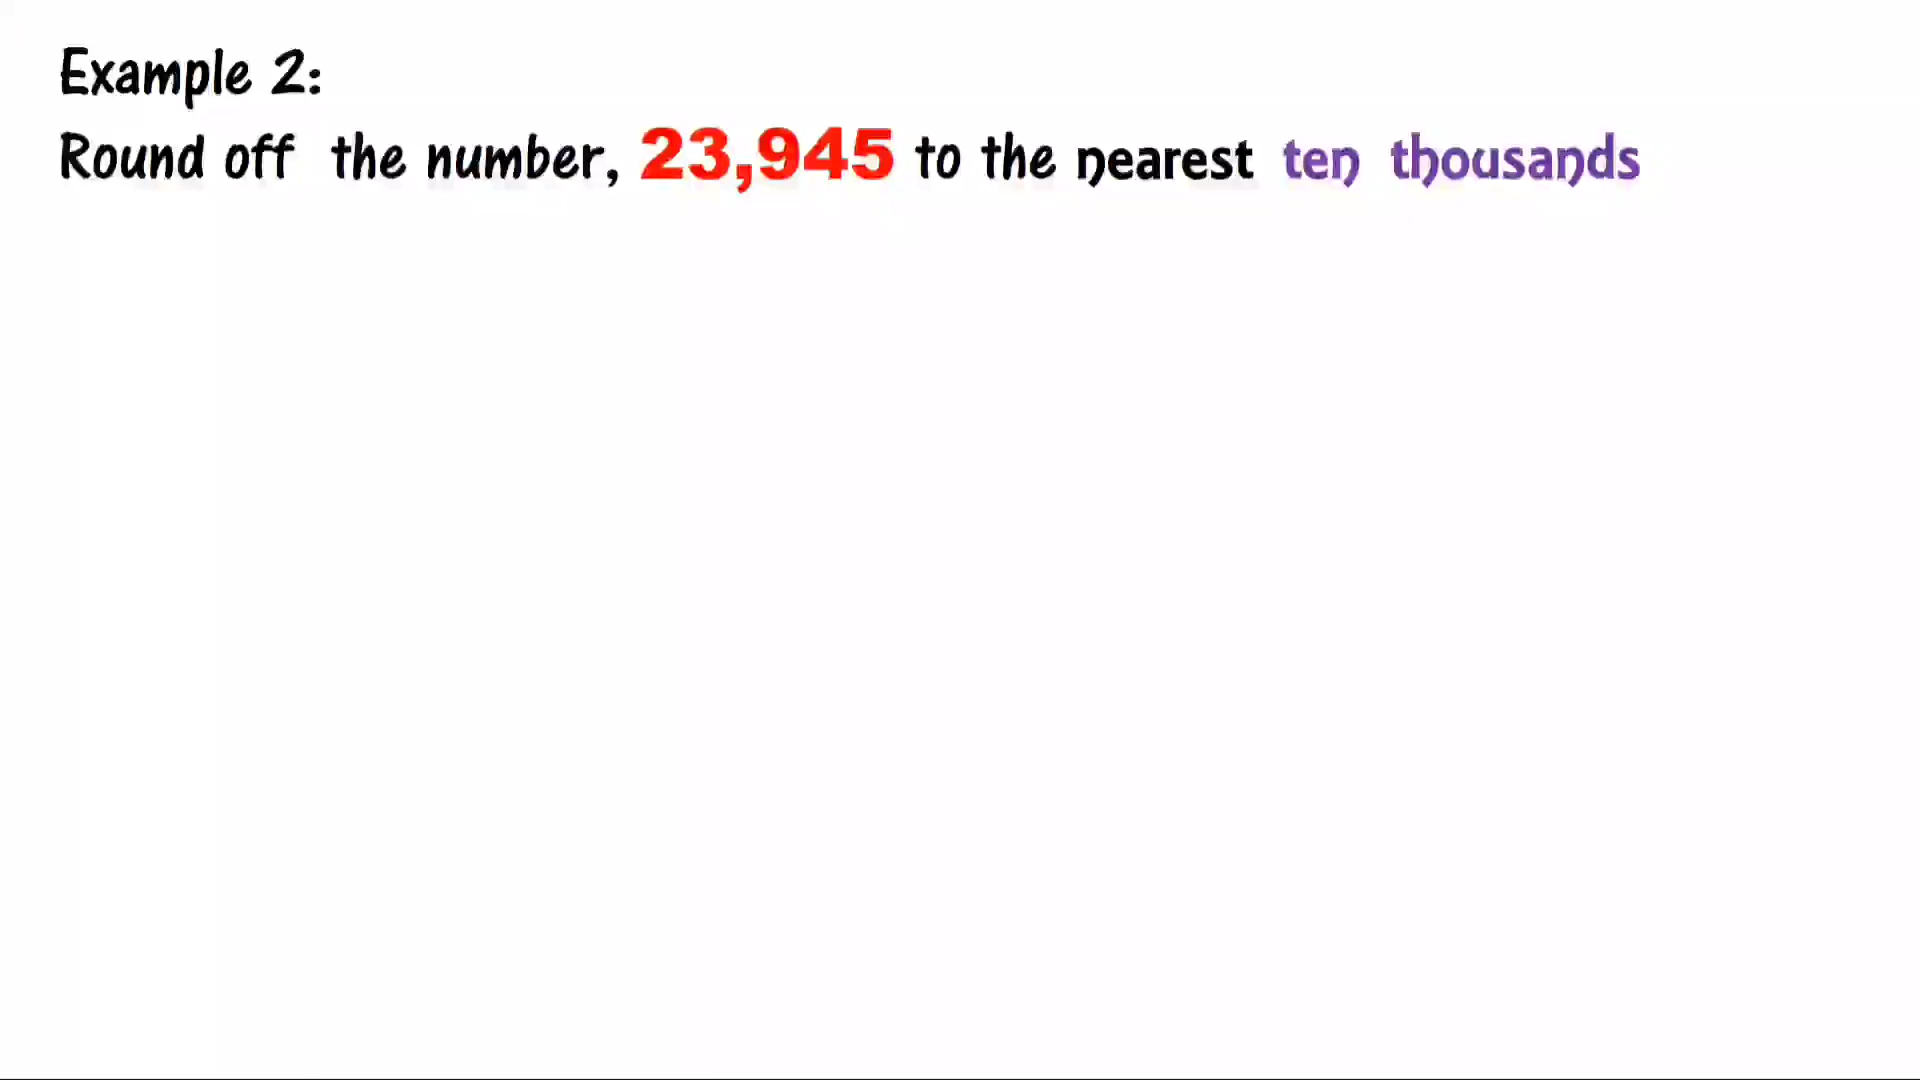 Example 2:
Round off the number, 23,945 to the nearest ten thousands